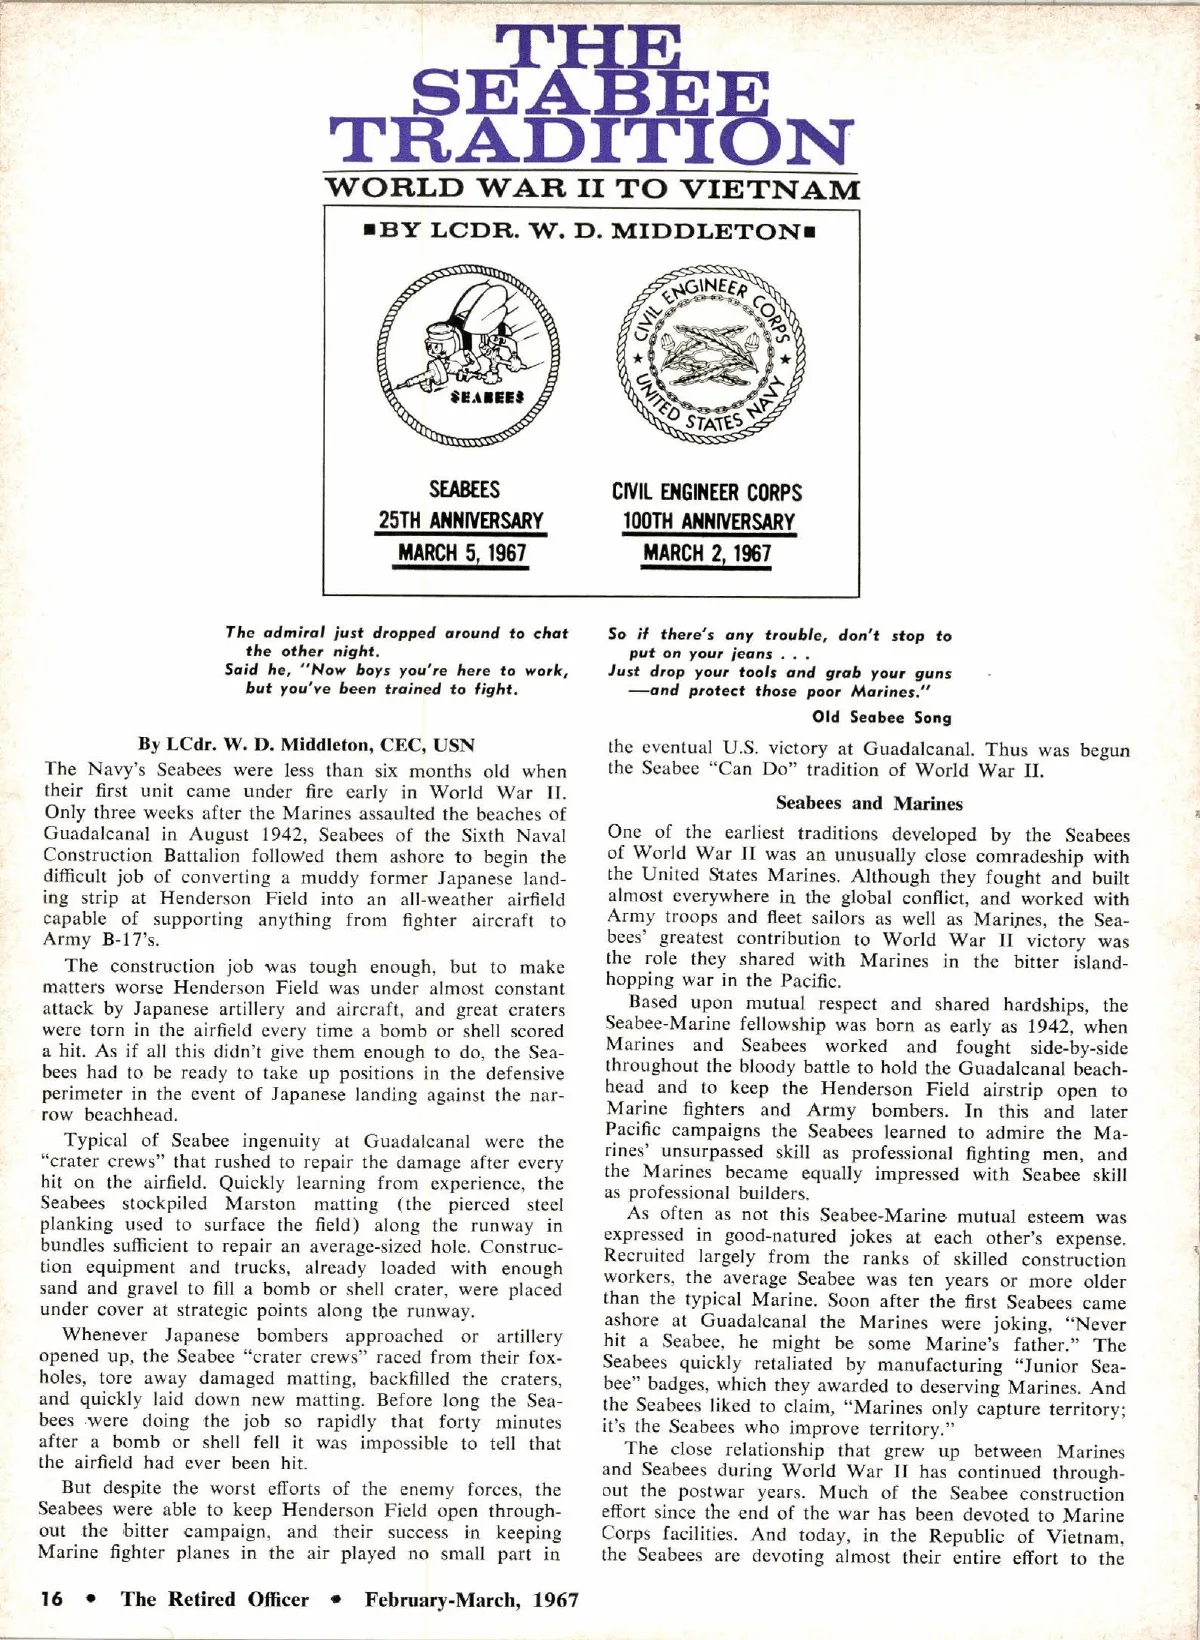 THE
SEABEE
TRADITION
WORLD WAR II TO VIETNAM
■BY LCDR. W. D. MIDDLETON■
SEABEES
CIVIL ENGINEER CORPS
UNITED STATES NAVY
SEABEES
25TH ANNIVERSARY
MARCH 5, 1967
CIVIL ENGINEER CORPS
100TH ANNIVERSARY
MARCH 2, 1967
The admiral just dropped around to chat
the other night.
Said he, "Now boys you're here to work,
but you've been trained to fight.
So if there's any trouble, don't stop to
put on your jeans . . .
Just drop your tools and grab your guns
—and protect those poor Marines."
Old Seabee Song
By LCdr. W. D. Middleton, CEC, USN
The Navy's Seabees were less than six months old when
their first unit came under fire early in World War II.
Only three weeks after the Marines assaulted the beaches of
Guadalcanal in August 1942, Seabees of the Sixth Naval
Construction Battalion followed them ashore to begin the
difficult job of converting a muddy former Japanese land-
ing strip at Henderson Field into an all-weather airfield
capable of supporting anything from fighter aircraft to
Army B-17's.
The construction job was tough enough, but to make
matters worse Henderson Field was under almost constant
attack by Japanese artillery and aircraft, and great craters
were torn in the airfield every time a bomb or shell scored
a hit. As if all this didn't give them enough to do, the Sea-
bees had to be ready to take up positions in the defensive
perimeter in the event of Japanese landing against the nar-
row beachhead.
Typical of Seabee ingenuity at Guadalcanal were the
"crater crews" that rushed to repair the damage after every
hit on the airfield. Quickly learning from experience, the
Seabees stockpiled Marston matting (the pierced steel
planking used to surface the field) along the runway in
bundles sufficient to repair an average-sized hole. Construc-
tion equipment and trucks, already loaded with enough
sand and gravel to fill a bomb or shell crater, were placed
under cover at strategic points along the runway.
Whenever Japanese bombers approached or artillery
opened up, the Seabee "crater crews" raced from their fox-
holes, tore away damaged matting, backfilled the craters,
and quickly laid down new matting. Before long the Sea-
bees were doing the job so rapidly that forty minutes
after a bomb or shell fell it was impossible to tell that
the airfield had ever been hit.
But despite the worst efforts of the enemy forces, the
Seabees were able to keep Henderson Field open through-
out the bitter campaign, and their success in keeping
Marine fighter planes in the air played no small part in
the eventual U.S. victory at Guadalcanal. Thus was begun
the Seabee "Can Do" tradition of World War II.
Seabees and Marines
One of the earliest traditions developed by the Seabees
of World War II was an unusually close comradeship with
the United States Marines. Although they fought and built
almost everywhere in the global conflict, and worked with
Army troops and fleet sailors as well as Marines, the Sea-
bees' greatest contribution to World War II victory was
the role they shared with Marines in the bitter island-
hopping war in the Pacific.
Based upon mutual respect and shared hardships, the
Seabee-Marine fellowship was born as early as 1942, when
Marines and Seabees worked and fought side-by-side
throughout the bloody battle to hold the Guadalcanal beach-
head and to keep the Henderson Field airstrip open to
Marine fighters and Army bombers. In this and later
Pacific campaigns the Seabees learned to admire the Ma-
rines' unsurpassed skill as professional fighting men, and
the Marines became equally impressed with Seabee skill
as professional builders.
As often as not this Seabee-Marine mutual esteem was
expressed in good-natured jokes at each other's expense.
Recruited largely from the ranks of skilled construction
workers, the average Seabee was ten years or more older
than the typical Marine. Soon after the first Seabees came
ashore at Guadalcanal the Marines were joking, "Never
hit a Seabee, he might be some Marine's father." The
Seabees quickly retaliated by manufacturing "Junior Sea-
bee" badges, which they awarded to deserving Marines. And
the Seabees liked to claim, "Marines only capture territory;
it's the Seabees who improve territory."
The close relationship that grew up between Marines
and Seabees during World War II has continued through-
out the postwar years. Much of the Seabee construction
effort since the end of the war has been devoted to Marine
Corps facilities. And today, in the Republic of Vietnam,
the Seabees are devoting almost their entire effort to the
16 • The Retired Officer • February-March, 1967